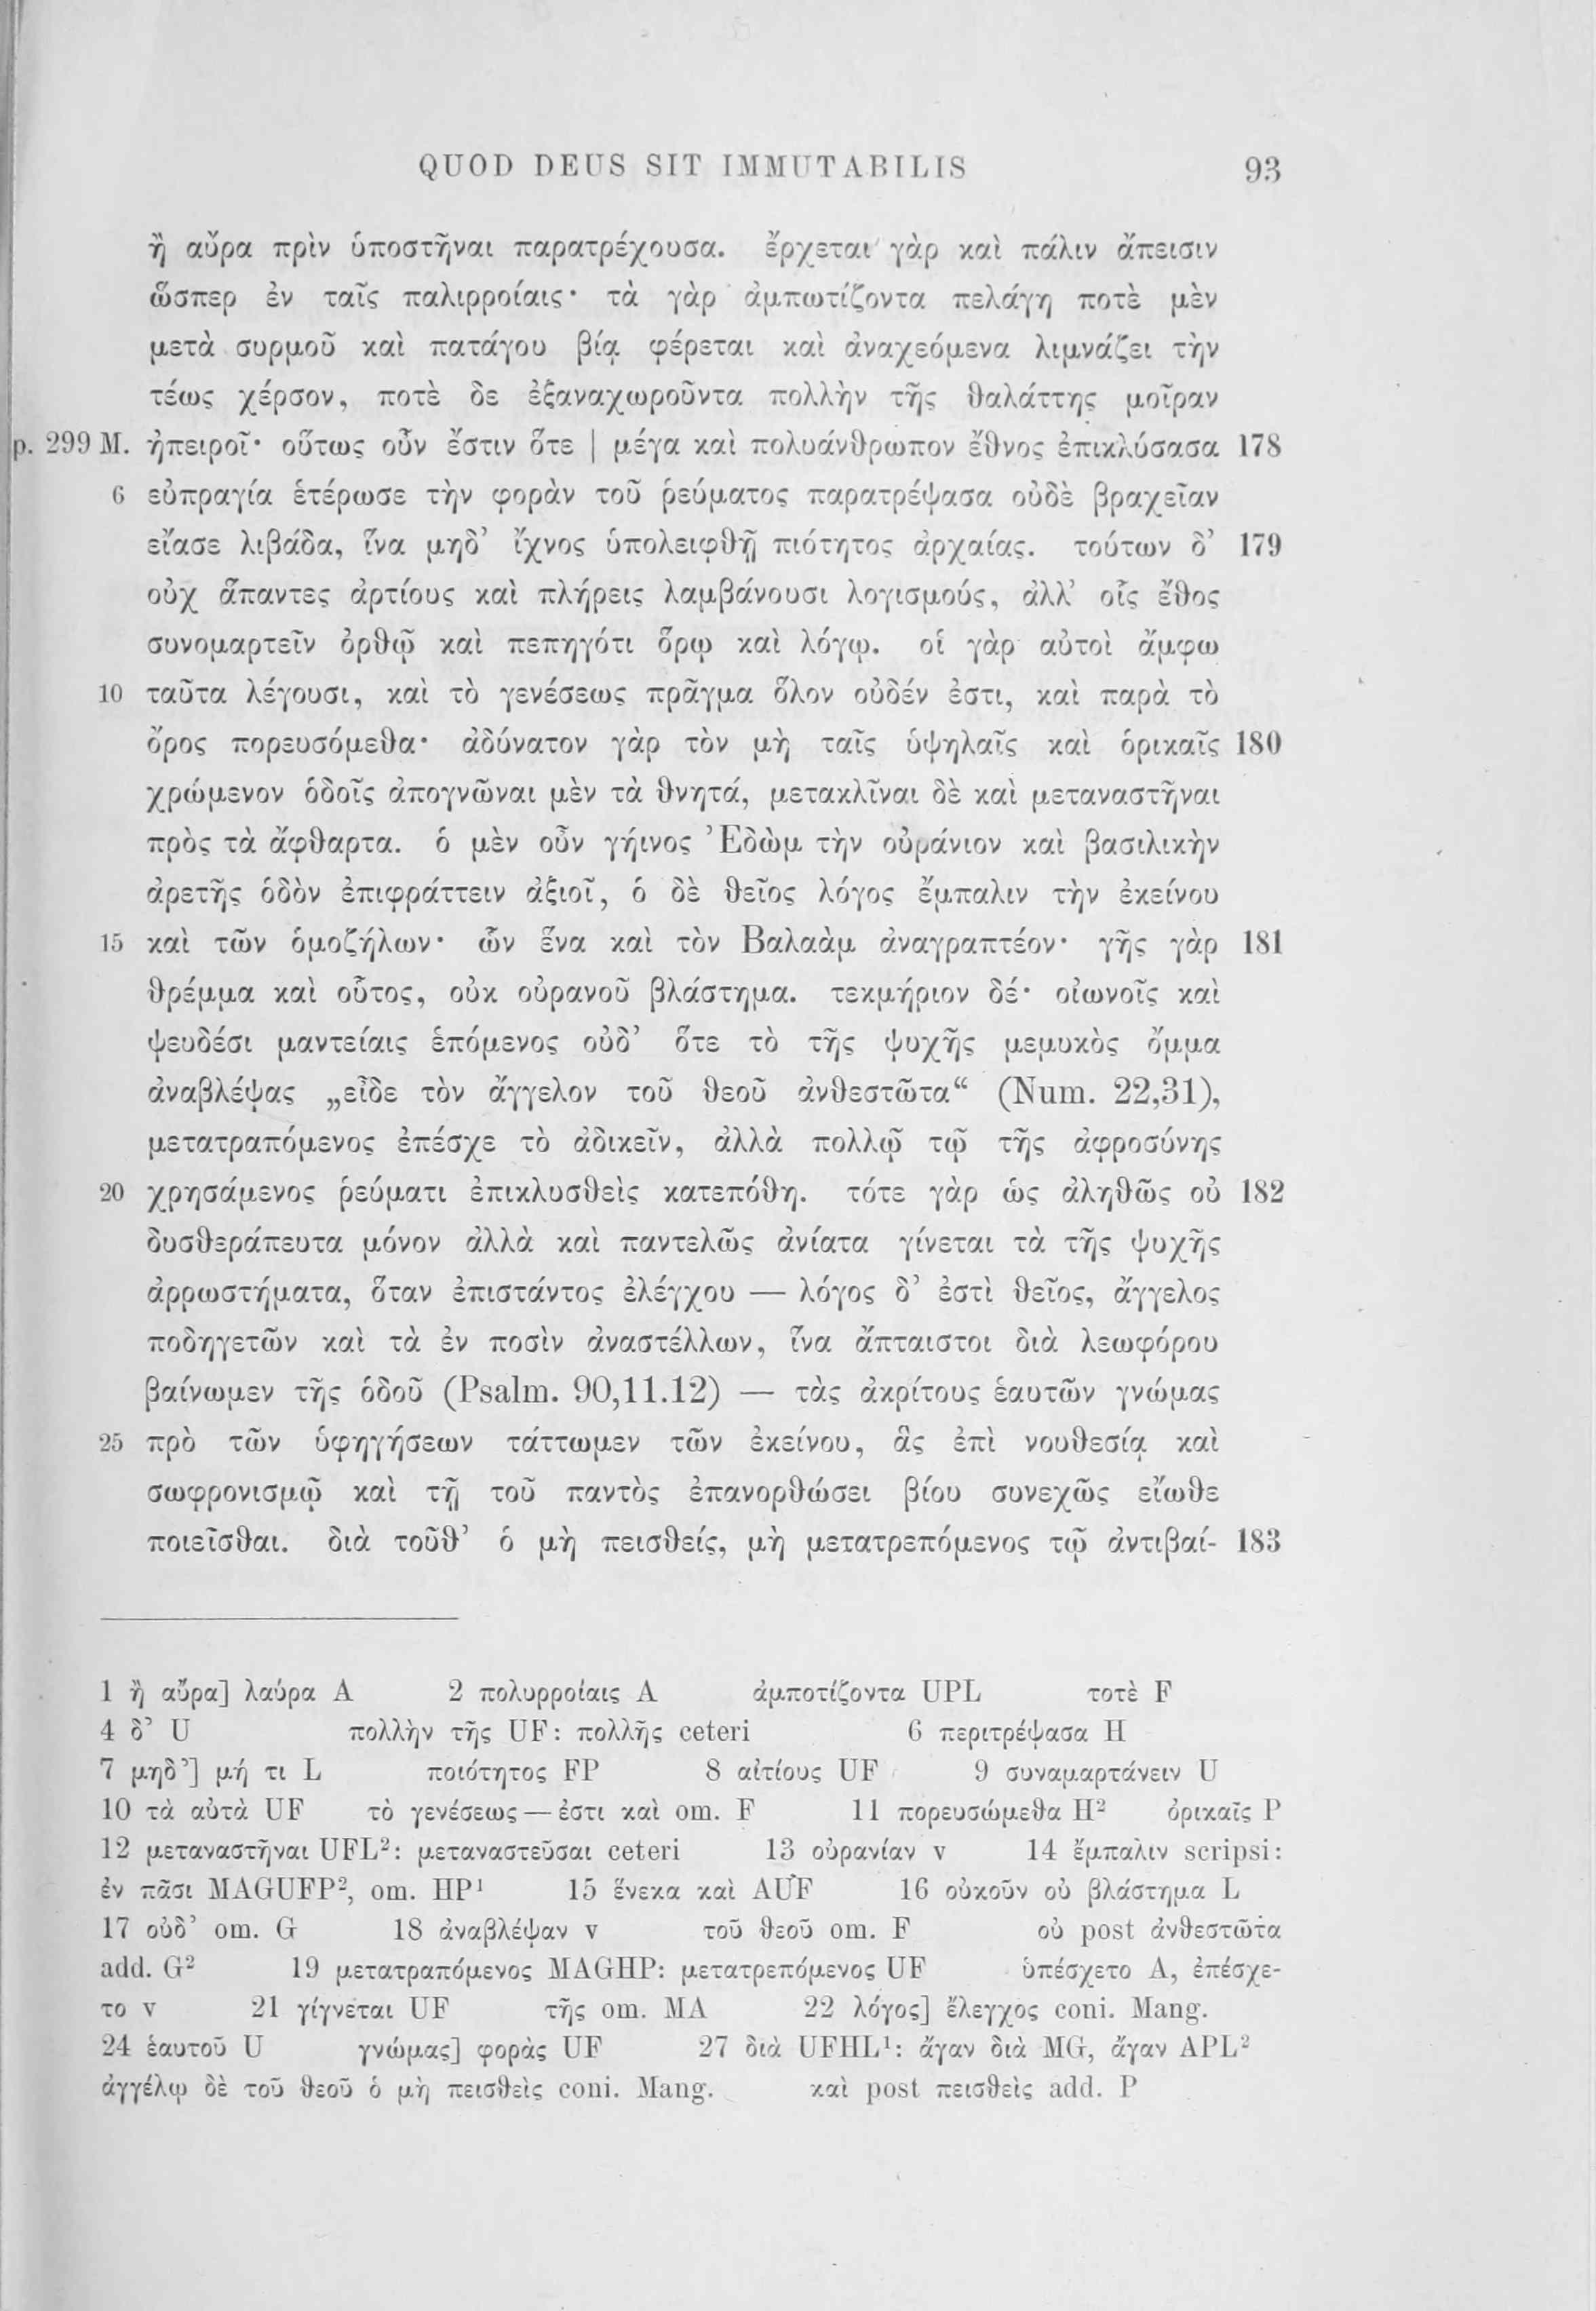 QUOD DEUS SIT IMMUTABILIS 93
ἢ αὔρα πρὶν ὑποστῆναι παρατρέχουσα. ἔρχεται γὰρ καὶ πάλιν ἄπεισιν
ὥσπερ ἐν ταῖς παλιρροίαις· τὰ γὰρ ἀμπωτίζοντα πελάγη ποτὲ μὲν
μετὰ συρμοῦ καὶ πατάγου βίᾳ φέρεται καὶ ἀναχεόμενα λιμνάζει τὴν
τέως χέρσον, ποτὲ δε ἐξαναχωροῦντα πολλὴν τῆς θαλάττης μοῖραν
p. 299 M. ἠπειροῖ· οὕτως οὖν ἔστιν ὅτε | μέγα καὶ πολυάνθρωπον ἔθνος ἐπικλύσασα 178
6 εὐπραγία ἑτέρωσε τὴν φορὰν τοῦ ῥεύματος παρατρέψασα οὐδὲ βραχεῖαν
εἴασε λιβάδα, ἵνα μηδ’ ἴχνος ὑπολειφθῇ πιότητος ἀρχαίας. τούτων δ’ 179
οὐχ ἅπαντες ἀρτίους καὶ πλήρεις λαμβάνουσι λογισμούς, ἀλλ’ οἷς ἔθος
συνομαρτεῖν ὀρθῷ καὶ πεπηγότι ὅρῳ καὶ λόγῳ. οἱ γὰρ αὐτοὶ ἄμφω
10 ταῦτα λέγουσι, καὶ τὸ γενέσεως πρᾶγμα ὅλον οὐδέν ἐστι, καὶ παρὰ τὸ
ὄρος πορευσόμεθα· ἀδύνατον γὰρ τὸν μὴ ταῖς ὑψηλαῖς καὶ ὁρικαῖς 180
χρώμενον ὁδοῖς ἀπογνῶναι μὲν τὰ θνητά, μετακλῖναι δὲ καὶ μεταναστῆναι
πρὸς τὰ ἄφθαρτα. ὁ μὲν οὖν γήινος Ἐδὼμ τὴν οὐράνιον καὶ βασιλικὴν
ἀρετῆς ὁδὸν ἐπιφράττειν ἀξιοῖ, ὁ δὲ θεῖος λόγος ἔμπαλιν τὴν ἐκείνου
15 καὶ τῶν ὁμοζήλων· ὧν ἕνα καὶ τὸν Βαλαὰμ ἀναγραπτέον· γῆς γὰρ 181
θρέμμα καὶ οὗτος, οὐκ οὐρανοῦ βλάστημα. τεκμήριον δέ· οἰωνοῖς καὶ
ψευδέσι μαντείαις ἑπόμενος οὐδ’ ὅτε τὸ τῆς ψυχῆς μεμυκὸς ὄμμα
ἀναβλέψας „εἶδε τὸν ἄγγελον τοῦ θεοῦ ἀνθεστῶτα“ (Num. 22,31),
μετατραπόμενος ἐπέσχε τὸ ἀδικεῖν, ἀλλὰ πολλῷ τῷ τῆς ἀφροσύνης
20 χρησάμενος ῥεύματι ἐπικλυσθεὶς κατεπόθη. τότε γὰρ ὡς ἀληθῶς οὐ 182
δυσθεράπευτα μόνον ἀλλὰ καὶ παντελῶς ἀνίατα γίνεται τὰ τῆς ψυχῆς
ἀρρωστήματα, ὅταν ἐπιστάντος ἐλέγχου — λόγος δ’ ἐστὶ θεῖος, ἄγγελος
ποδηγετῶν καὶ τὰ ἐν ποσὶν ἀναστέλλων, ἵνα ἄπταιστοι διὰ λεωφόρου
βαίνωμεν τῆς ὁδοῦ (Psalm. 90,11.12) — τὰς ἀκρίτους ἑαυτῶν γνώμας
25 πρὸ τῶν ὑφηγήσεων τάττωμεν τῶν ἐκείνου, ἃς ἐπὶ νουθεσίᾳ καὶ
σωφρονισμῷ καὶ τῇ τοῦ παντὸς ἐπανορθώσει βίου συνεχῶς εἴωθε
ποιεῖσθαι. διὰ τοῦθ’ ὁ μὴ πεισθείς, μὴ μετατρεπόμενος τῷ ἀντιβαί- 183
1 ἢ αὔρα] λαύρα A 2 πολυρροίαις A ἀμποτίζοντα UPL τοτὲ F
4 δ’ U πολλὴν τῆς UF: πολλῆς ceteri 6 περιτρέψασα H
7 μηδ’] μή τι L ποιότητος FP 8 αἰτίους UF 9 συναμαρτάνειν U
10 τὰ αὐτὰ UF τὸ γενέσεως — ἐστι καὶ om. F 11 πορευσώμεθα H² ὀρικαῖς P
12 μεταναστῆναι UFL²: μεταναστεῦσαι ceteri 13 οὐρανίαν v 14 ἔμπαλιν scripsi:
ἐν πᾶσι MAGUFP², om. HP¹ 15 ἕνεκα καὶ AUF 16 οὐκοῦν οὐ βλάστημα L
17 οὐδ’ om. G 18 ἀναβλέψαν v τοῦ θεοῦ om. F οὐ post ἀνθεστῶτα
add. G² 19 μετατραπόμενος MAGHP: μετατρεπόμενος UF ὑπέσχετο A, ἐπέσχε-
το v 21 γίγνεται UF τῆς om. MA 22 λόγος] ἔλεγχος coni. Mang.
24 ἑαυτοῦ U γνώμας] φορὰς UF 27 διὰ UFHL¹: ἄγαν διὰ MG, ἄγαν APL²
ἀγγέλῳ δὲ τοῦ θεοῦ ὁ μὴ πεισθεὶς coni. Mang. καὶ post πεισθεὶς add. P